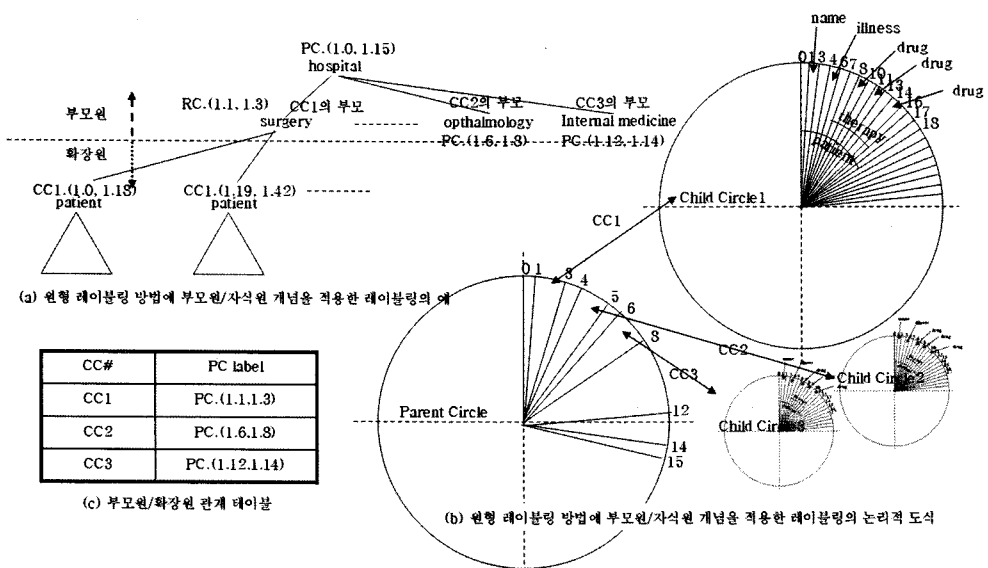 PC.(1.0, 1.15)
hospital
부모원
RC.(1.1, 1.3)
CC1의 부모
surgery
CC2의 부모
opthalmology
PC.(1.6-1.3)
CC3의 부모
Internal medicine
PC.(1.12, 1.14)
확장원
CC1.(1.0, 1.18)
patient
CC1.(1,19, 1.42)
patient
(a) 원형 레이블링 방법에 부모원/자식원 개념을 적용한 레이블링의 예
name
illness
drug
drug
drug
0 1 3 4 6 7 8 10 11 13 14 16 17 18
therapy
patient
Child Circle1
CC1
0 1 3 4 5 6 8 12 14 15
Parent Circle
CC2
CC3
Child Circle2
Child Circle3
CC# PC label
CC1 PC.(1.1,1.3)
CC2 PC.(1.6,1.8)
CC3 PC.(1.12,1.14)
(c) 부모원/확장원 관계 테이블
(b) 원형 레이블링 방법에 부모원/자식원 개념을 적용한 레이블링의 논리적 도식